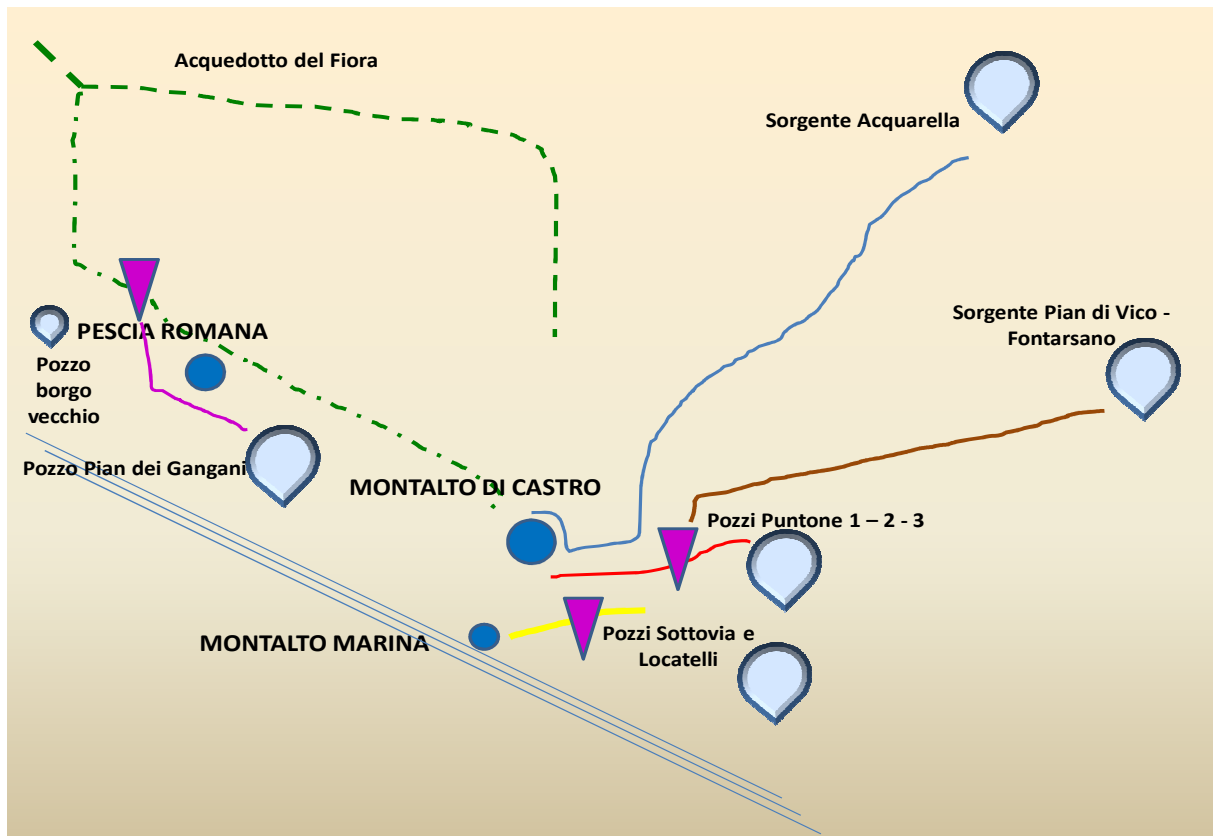 Acquedotto del Fiora
Sorgente Acquarella
Sorgente Pian di Vico -
Fontarsano
PESCIA ROMANA
Pozzo
borgo
vecchio
Pozzo Pian dei Gangani
MONTALTO DI CASTRO
Pozzi Puntone 1 – 2 - 3
MONTALTO MARINA
Pozzi Sottovia e
Locatelli